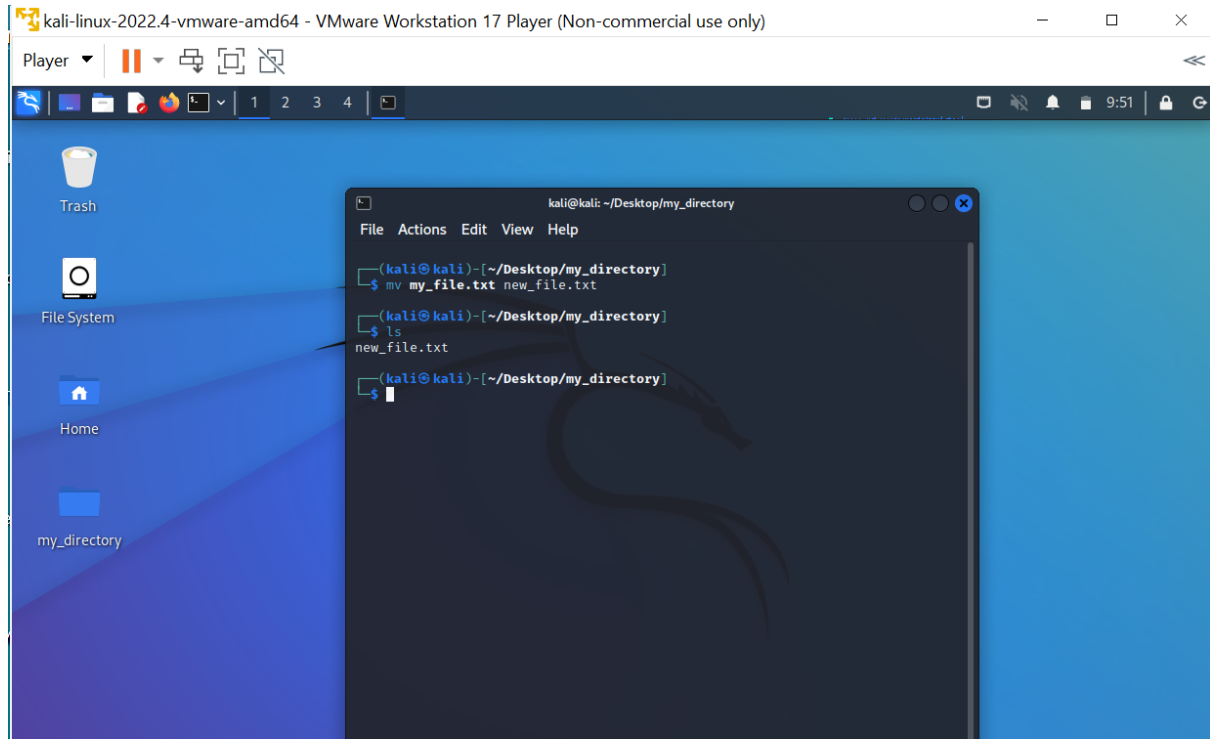 kali-linux-2022.4-vmware-amd64 - VMware Workstation 17 Player (Non-commercial use only)
Player
1 2 3 4
9:51
Trash
File System
Home
my_directory
kali@kali: ~/Desktop/my_directory
File Actions Edit View Help
┌──(kali㉿kali)-[~/Desktop/my_directory]
└─$ mv my_file.txt new_file.txt
┌──(kali㉿kali)-[~/Desktop/my_directory]
└─$ ls
new_file.txt
┌──(kali㉿kali)-[~/Desktop/my_directory]
└─$